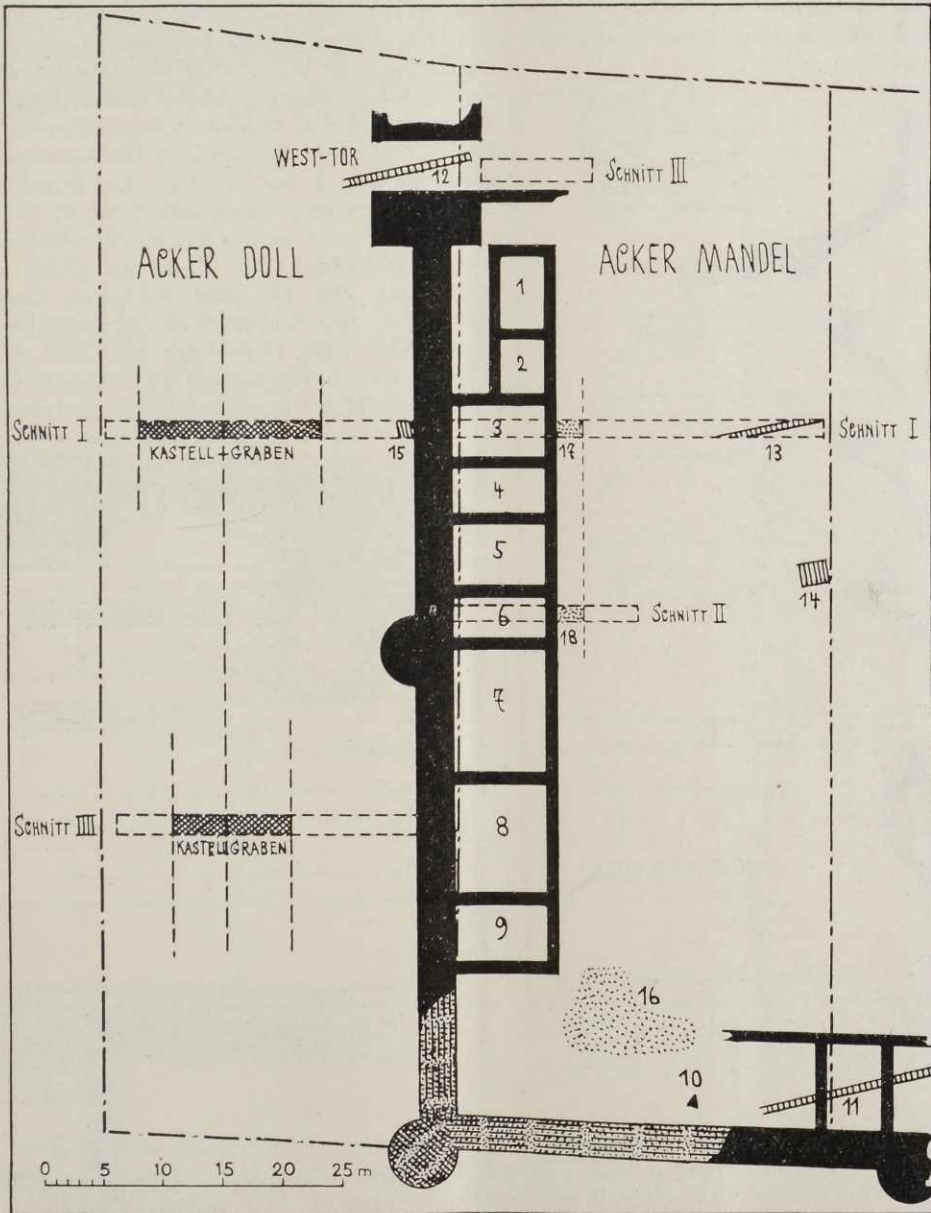 WEST-TOR
12
SCHNITT III
ACKER DOLL
ACKER MANDEL
1
2
SCHNITT I
3
SCHNITT I
KASTELL+GRABEN
15
17
13
4
5
14
6
SCHNITT II
18
7
SCHNITT IIII
8
KASTELLGRABEN
9
16
10
11
0 5 10 15 20 25 m